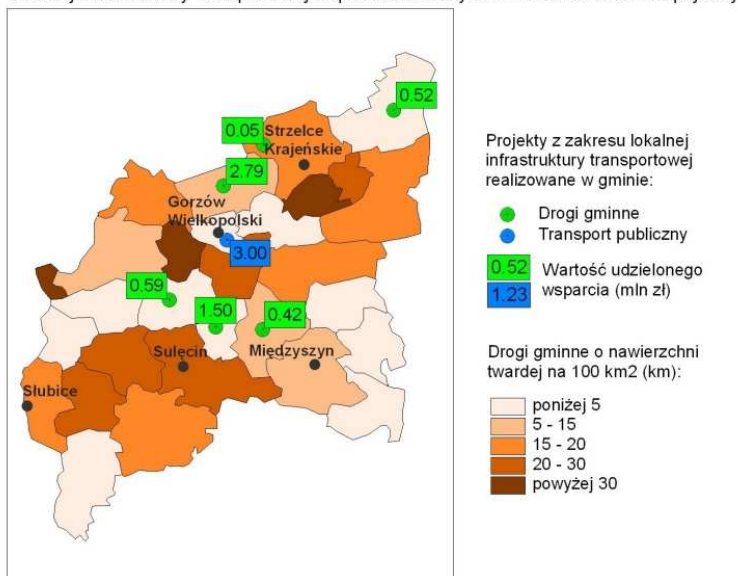 0.52
0.05
Strzelce
Krajeńskie
2.79
Gorzów
Wielkopolski
3.00
0.59
1.50
0.42
Sulęcin
Międzyszyn
Słubice
Projekty z zakresu lokalnej
infrastruktury transportowej
realizowane w gminie:
Drogi gminne
Transport publiczny
0.52
Wartość udzielonego
1.23
wsparcia (mln zł)
Drogi gminne o nawierzchni
twardej na 100 km2 (km):
poniżej 5
5 - 15
15 - 20
20 - 30
powyżej 30